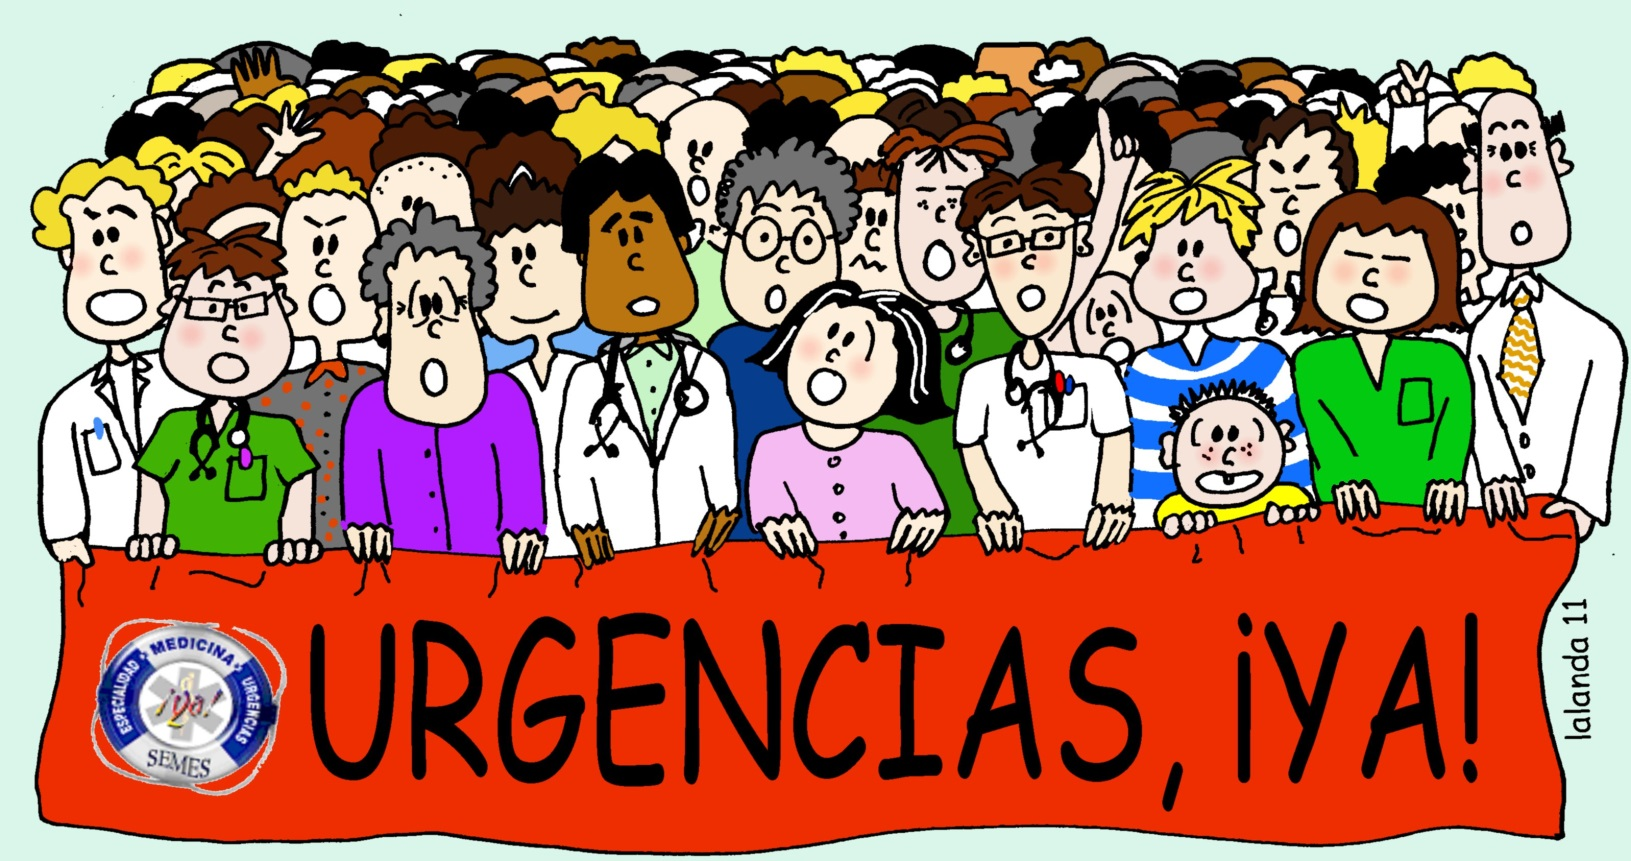 ESPECIALIDAD MEDICINA URGENCIAS
¡Ya!
SEMES
URGENCIAS, ¡YA!
lalanda 11